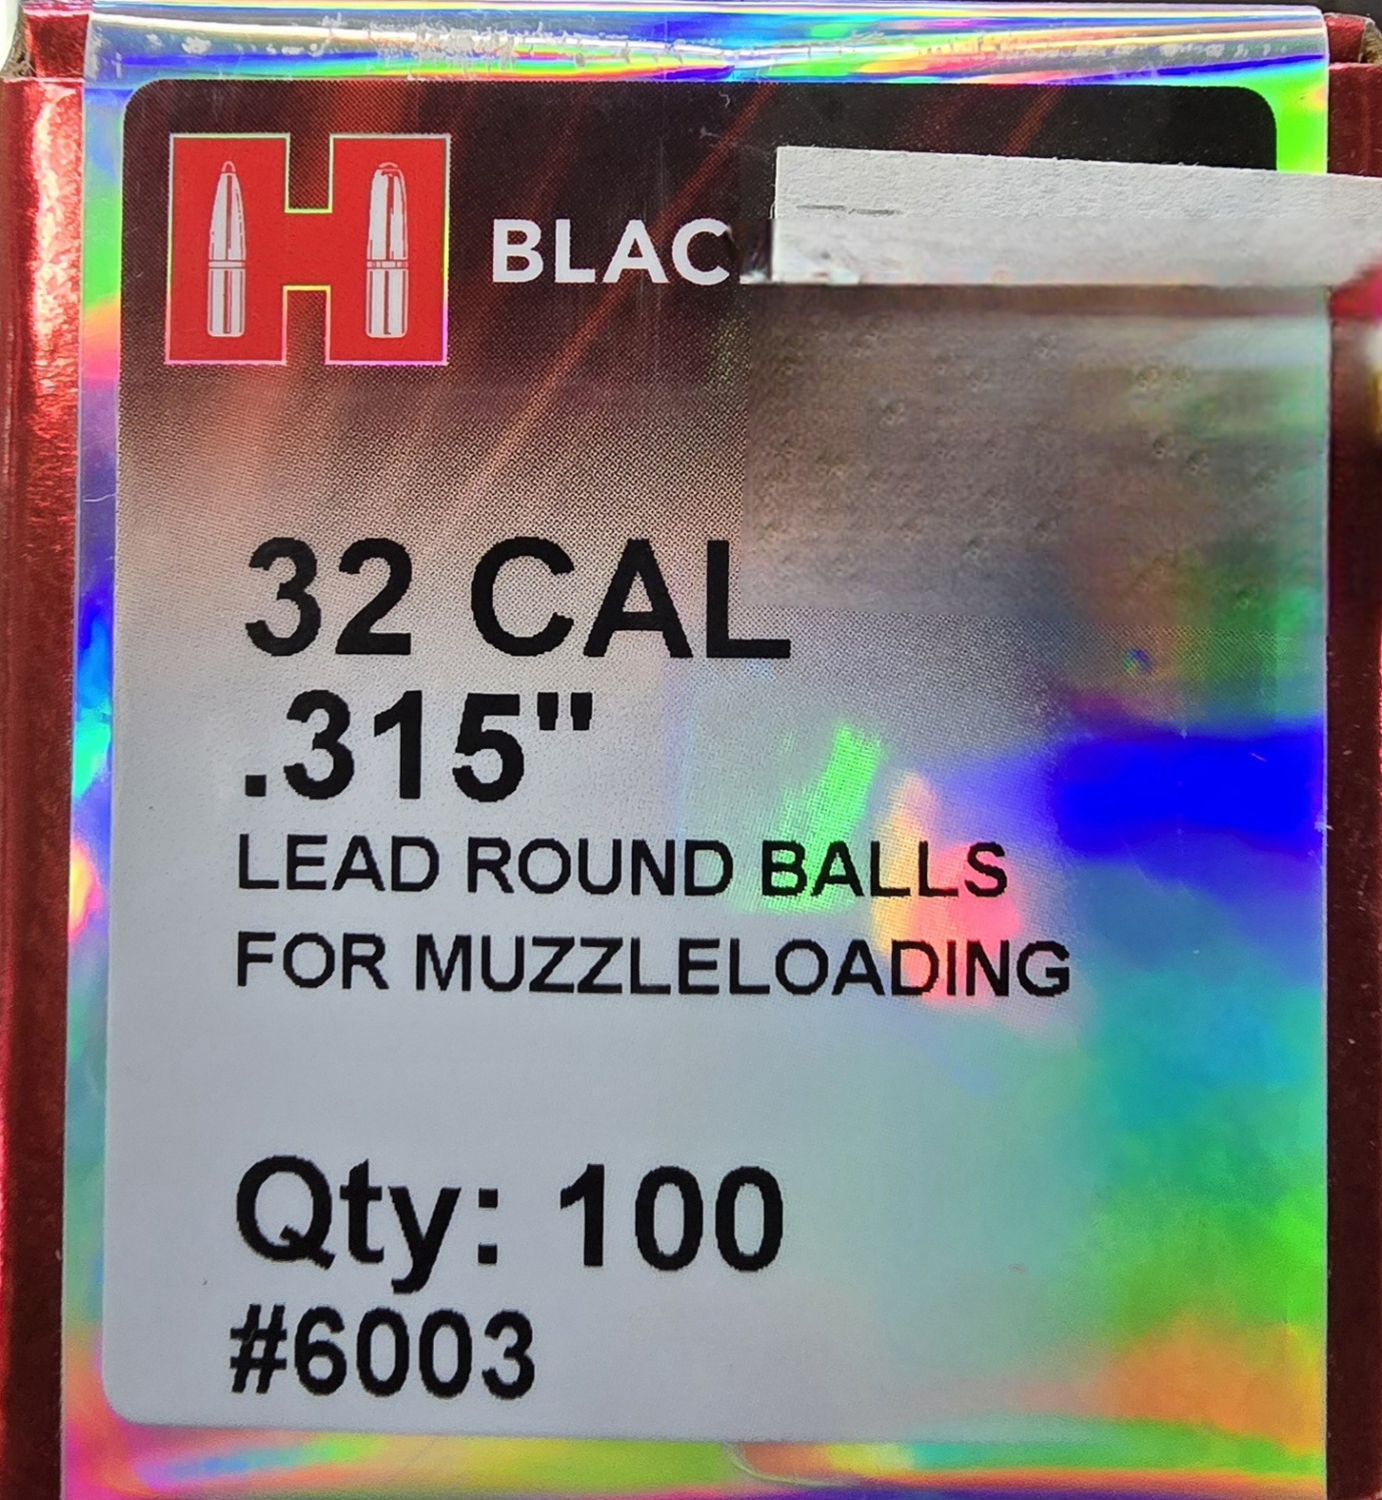 H BLAC
32 CAL
.315"
LEAD ROUND BALLS
FOR MUZZLELOADING
Qty: 100
#6003